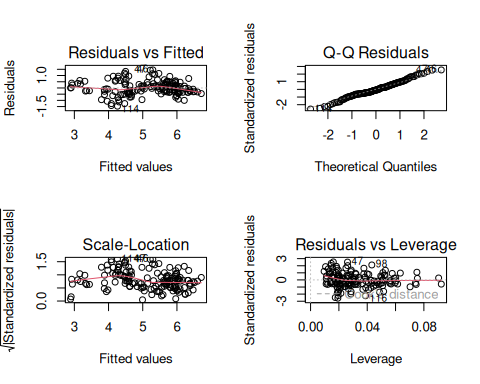 Residuals vs Fitted
Residuals
-1.5
1.0
3
4
5
6
Fitted values
Q-Q Residuals
Standardized residuals
-2
1
-2
-1
0
1
2
Theoretical Quantiles
Scale-Location
√|Standardized residuals|
0.0
1.5
3
4
5
6
Fitted values
Residuals vs Leverage
Standardized residuals
-3
0
3
47
98
distance
0.00
0.04
0.08
Leverage